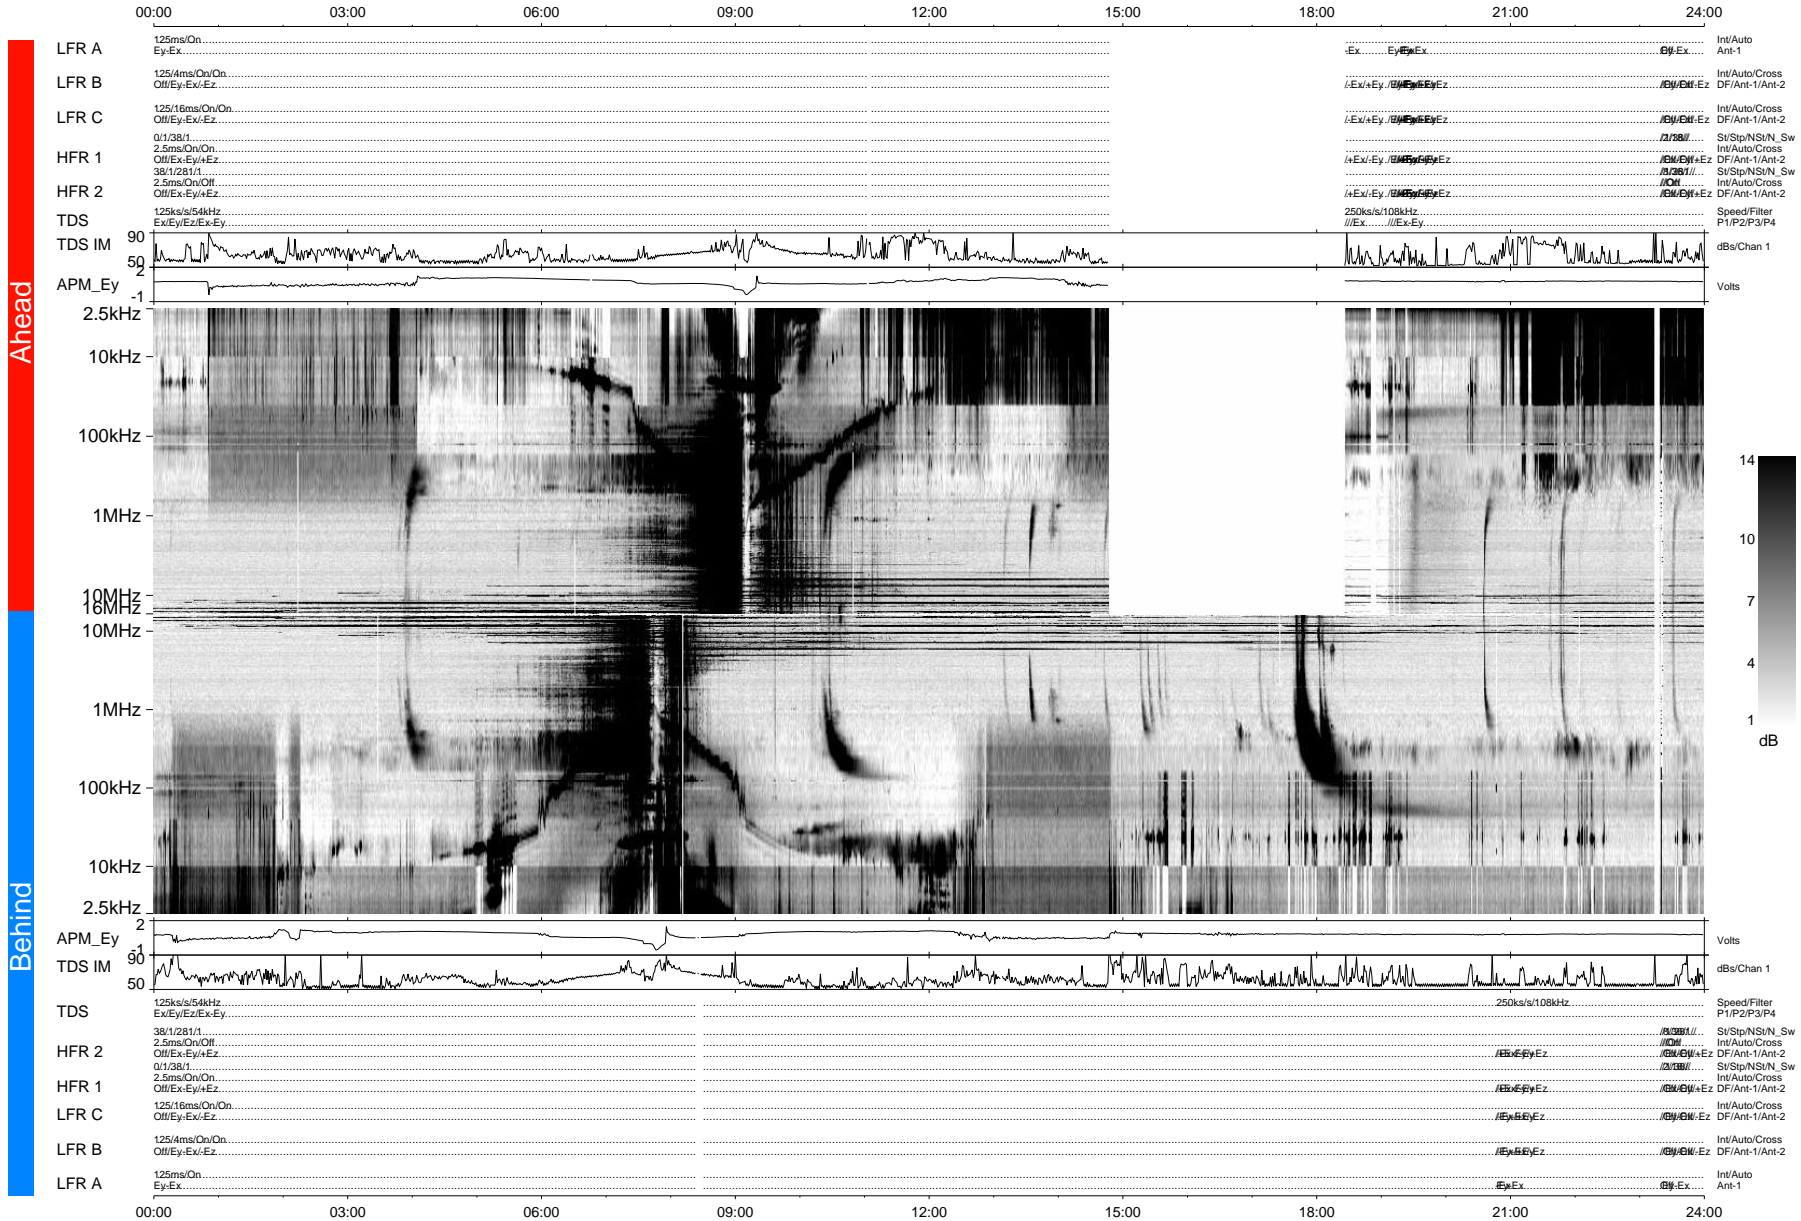 00:00 03:00 06:00 09:00 12:00 15:00 18:00 21:00 24:00
Ahead
LFR A 125ms/On Int/Auto
Ey-Ex -Ex Ant-1
LFR B 125/4ms/On/On Int/Auto/Cross
Off/Ey-Ex/-Ez /-Ex/+Ey DF/Ant-1/Ant-2
LFR C 125/16ms/On/On Int/Auto/Cross
Off/Ey-Ex/-Ez /-Ex/+Ey DF/Ant-1/Ant-2
0/1/38/1 St/Stp/NSt/N_Sw
HFR 1 2.5ms/On/On Int/Auto/Cross
Off/Ex-Ey/+Ez /+Ex/-Ey DF/Ant-1/Ant-2
38/1/281/1 St/Stp/NSt/N_Sw
HFR 2 2.5ms/On/Off Int/Auto/Cross
Off/Ex-Ey/+Ez /+Ex/-Ey DF/Ant-1/Ant-2
TDS 125ks/s/54kHz 250ks/s/108kHz Speed/Filter
Ex/Ey/Ez/Ex-Ey ///Ex ///Ex-Ey P1/P2/P3/P4
TDS IM 90 50 dBs/Chan 1
APM_Ey 2 -1 Volts
2.5kHz
10kHz
100kHz
1MHz
10MHz
16MHz
10MHz
1MHz
100kHz
10kHz
2.5kHz
14
10
7
4
1
dB
Behind
APM_Ey 2 -1 Volts
TDS IM 90 50 dBs/Chan 1
TDS 125ks/s/54kHz 250ks/s/108kHz Speed/Filter
Ex/Ey/Ez/Ex-Ey P1/P2/P3/P4
38/1/281/1 St/Stp/NSt/N_Sw
HFR 2 2.5ms/On/Off Int/Auto/Cross
Off/Ex-Ey/+Ez DF/Ant-1/Ant-2
0/1/38/1 St/Stp/NSt/N_Sw
HFR 1 2.5ms/On/On Int/Auto/Cross
Off/Ex-Ey/+Ez DF/Ant-1/Ant-2
LFR C 125/16ms/On/On Int/Auto/Cross
Off/Ey-Ex/-Ez DF/Ant-1/Ant-2
LFR B 125/4ms/On/On Int/Auto/Cross
Off/Ey-Ex/-Ez DF/Ant-1/Ant-2
LFR A 125ms/On Int/Auto
Ey-Ex Ant-1
00:00 03:00 06:00 09:00 12:00 15:00 18:00 21:00 24:00